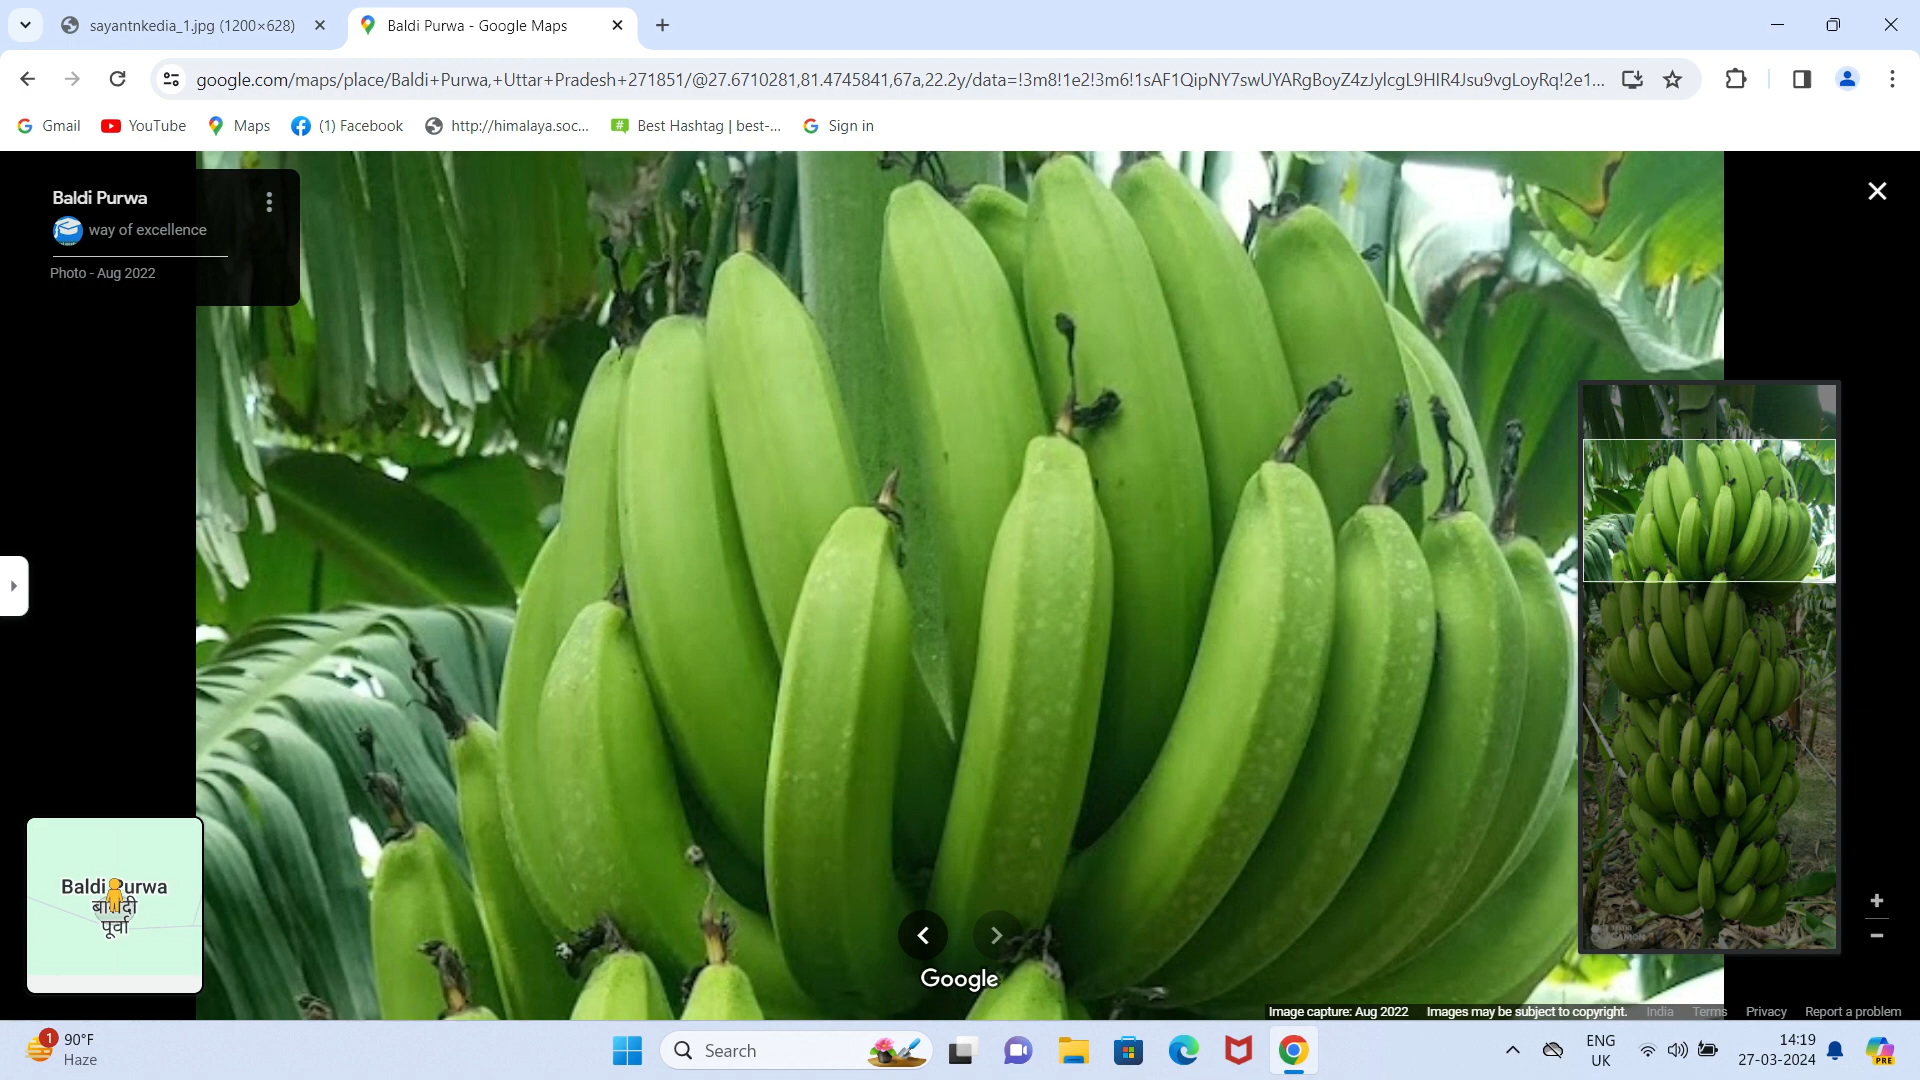 sayantnkedia_1.jpg (1200×628)
Baldi Purwa - Google Maps
google.com/maps/place/Baldi+Purwa,+Uttar+Pradesh+271851/@27.6710281,81.4745841,67a,22.2y/data=!3m8!1e2!3m6!1sAF1QipNY7swUYARgBoyZ4zJylcgL9HIR4Jsu9vgLoyRq!2e1...
Gmail
YouTube
Maps
(1) Facebook
http://himalaya.soc...
Best Hashtag | best-...
Sign in
Baldi Purwa
way of excellence
Photo - Aug 2022
Baldi Purwa
पूर्वा
Google
Image capture: Aug 2022
Images may be subject to copyright.
India
Terms
Privacy
Report a problem
1
90°F
Haze
Search
ENG
UK
14:19
27-03-2024
PRE